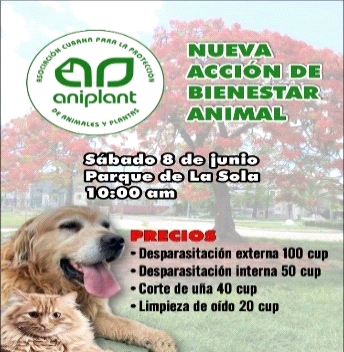 ASOCIACIÓN CUBANA PARA LA PROTECCIÓN
aniplant
DE ANIMALES Y PLANTAS
NUEVA
ACCIÓN DE
BIENESTAR
ANIMAL
Sábado 8 de junio
Parque de La Sola
10:00 am
PRECIOS
• Desparasitación externa 100 cup
• Desparasitación interna 50 cup
• Corte de uña 40 cup
• Limpieza de oído 20 cup